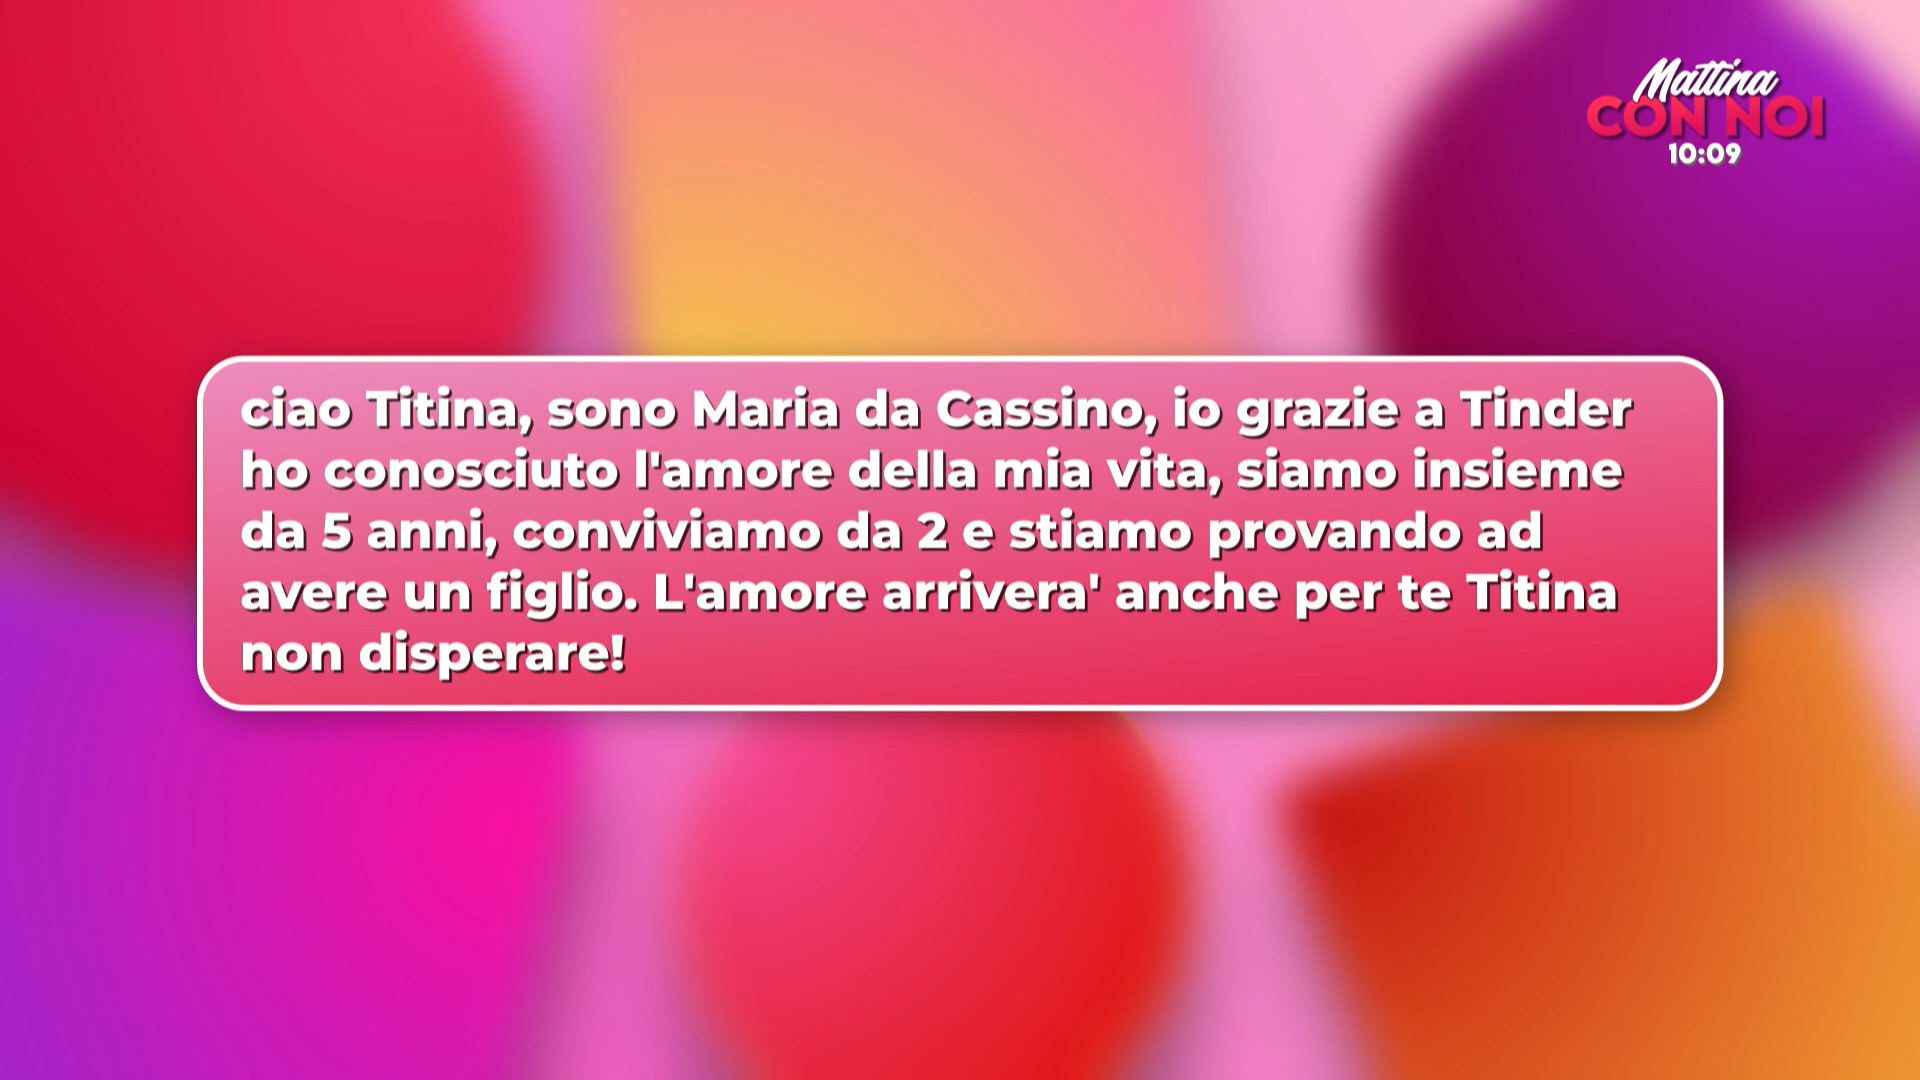 Mattina
CON NOI
10:09
ciao Titina, sono Maria da Cassino, io grazie a Tinder
ho conosciuto l'amore della mia vita, siamo insieme
da 5 anni, conviviamo da 2 e stiamo provando ad
avere un figlio. L'amore arrivera' anche per te Titina
non disperare!